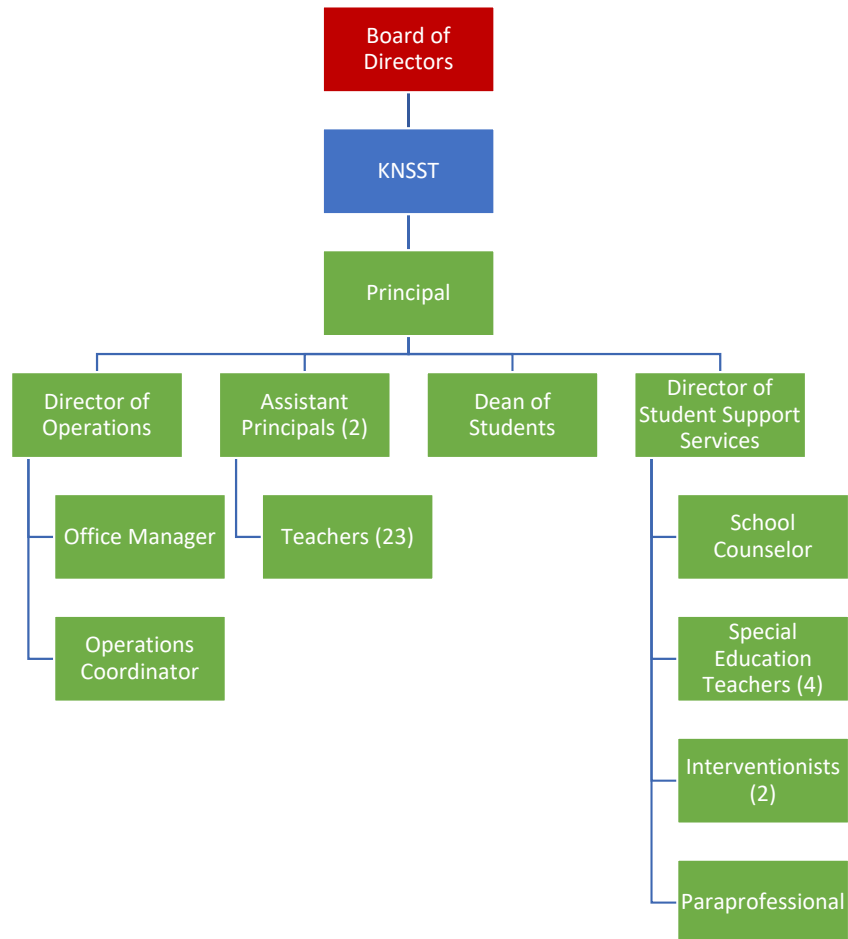 Board of
Directors
KNSST
Principal
Director of
Operations
Assistant
Principals (2)
Dean of
Students
Director of
Student Support
Services
Office Manager
Operations
Coordinator
Teachers (23)
School
Counselor
Special
Education
Teachers (4)
Interventionists
(2)
Paraprofessional